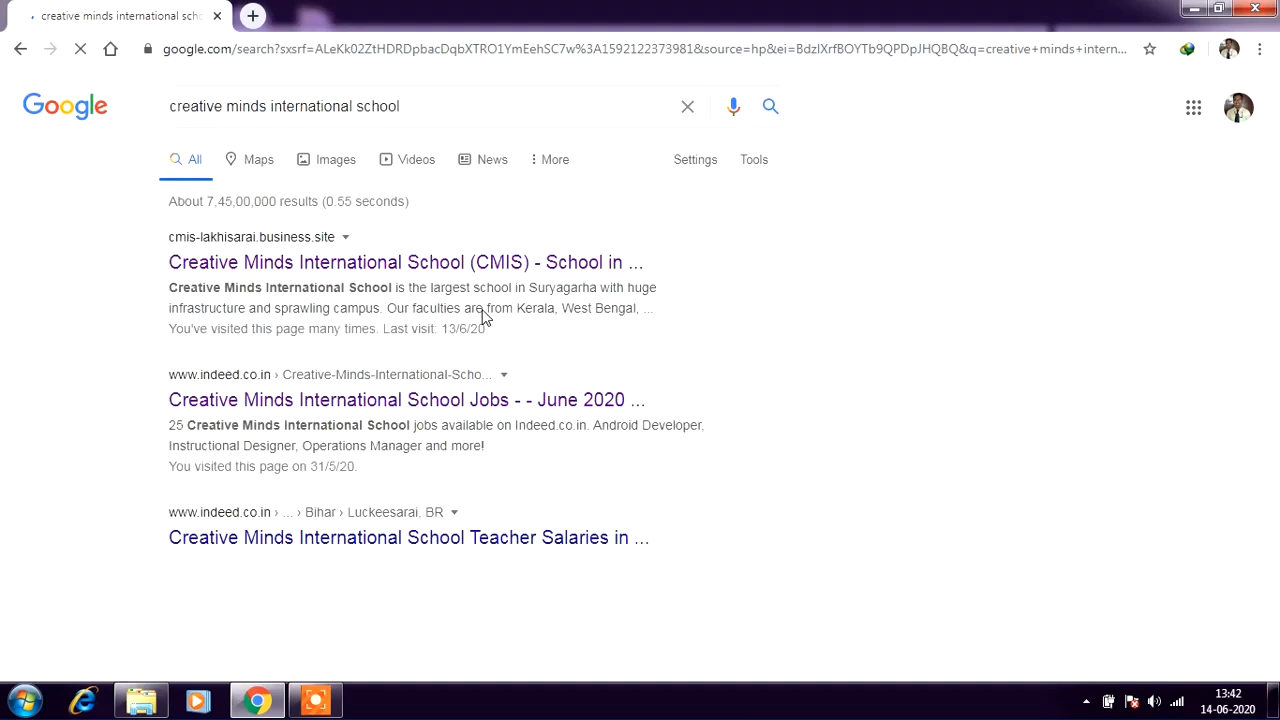 creative minds international scho
google.com/search?sxsrf=ALeKk02ZtHDRDpbacDqbXTRO1YmEehSC7w%3A1592122373981&source=hp&ei=BdzlXrfBOYTb9QPDpJHQBQ&q=creative+minds+intern...
Google
creative minds international school
All Maps Images Videos News More Settings Tools
About 7,45,00,000 results (0.55 seconds)
cmis-lakhisarai.business.site
Creative Minds International School (CMIS) - School in ...
Creative Minds International School is the largest school in Suryagarha with huge
infrastructure and sprawling campus. Our faculties are from Kerala, West Bengal, ...
You've visited this page many times. Last visit: 13/6/20
www.indeed.co.in › Creative-Minds-International-Scho...
Creative Minds International School Jobs - - June 2020 ...
25 Creative Minds International School jobs available on Indeed.co.in. Android Developer,
Instructional Designer, Operations Manager and more!
You visited this page on 31/5/20.
www.indeed.co.in › ... › Bihar › Luckeesarai, BR
Creative Minds International School Teacher Salaries in ...
13:42
14-06-2020